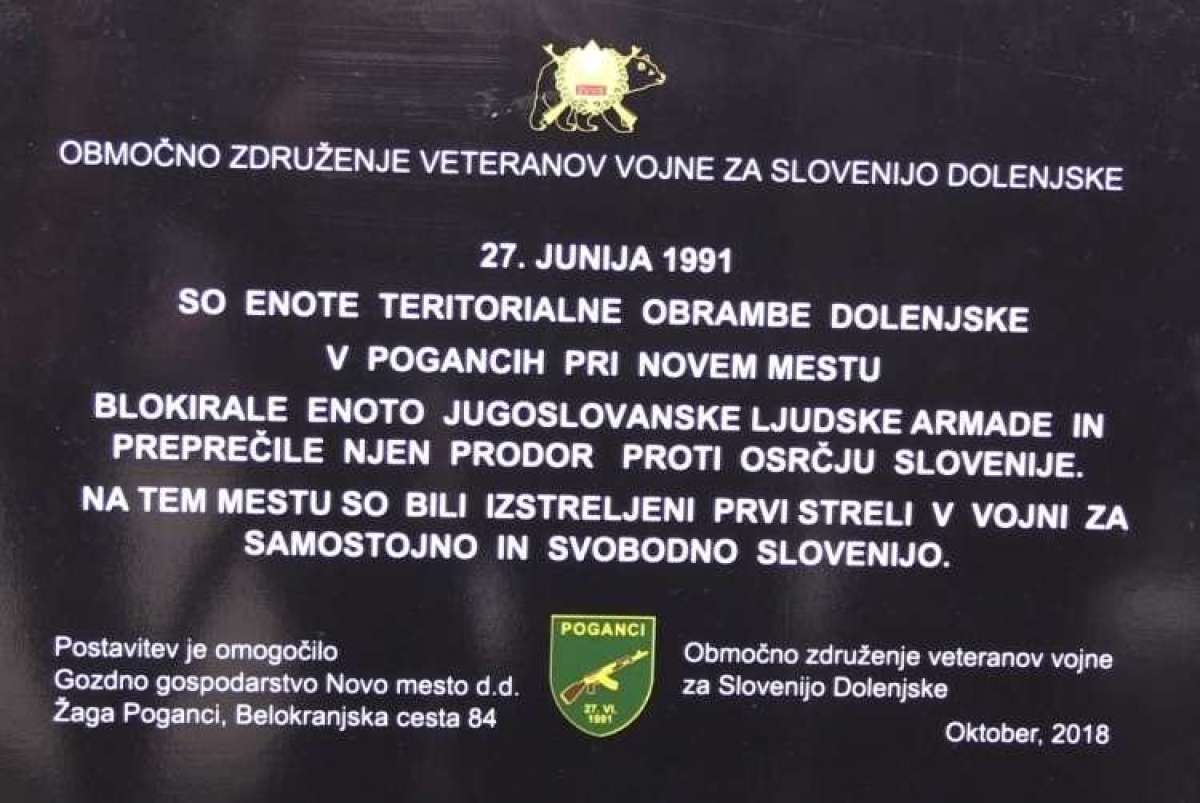 OBMOČNO ZDRUŽENJE VETERANOV VOJNE ZA SLOVENIJO DOLENJSKE
27. JUNIJA 1991
SO ENOTE TERITORIALNE OBRAMBE DOLENJSKE
V POGANCIH PRI NOVEM MESTU
BLOKIRALE ENOTO JUGOSLOVANSKE LJUDSKE ARMADE IN
PREPREČILE NJEN PRODOR PROTI OSRČJU SLOVENIJE.
NA TEM MESTU SO BILI IZSTRELJENI PRVI STRELI V VOJNI ZA
SAMOSTOJNO IN SVOBODNO SLOVENIJO.
Postavitev je omogočilo
Gozdno gospodarstvo Novo mesto d.d.
Žaga Poganci, Belokranjska cesta 84
POGANCI
27. VI.
1991
Območno združenje veteranov vojne
za Slovenijo Dolenjske
Oktober, 2018